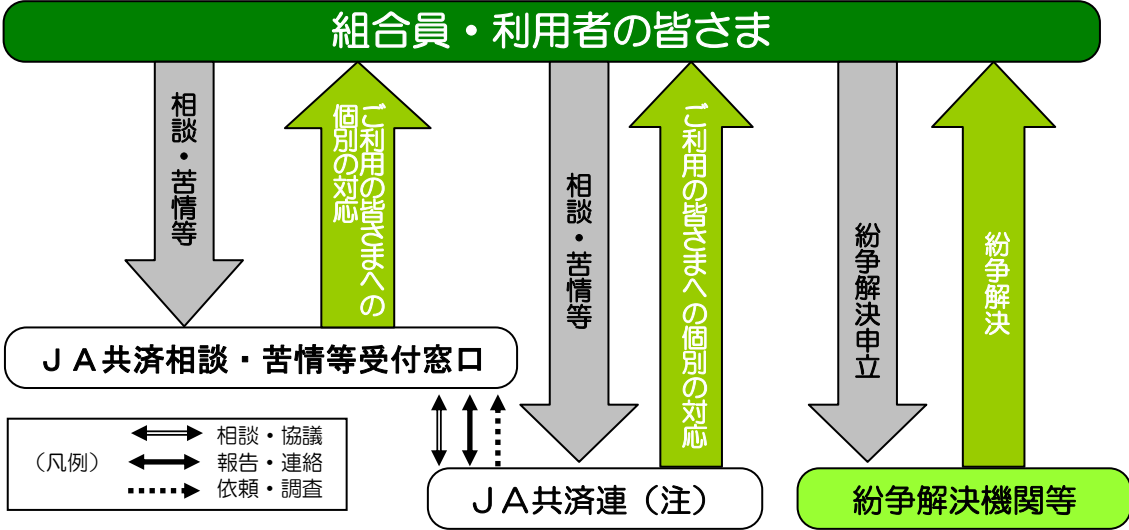 組合員・利用者の皆さま
相談・苦情等
ご利用の皆さまへの
個別の対応
相談・苦情等
ご利用の皆さまへの個別の対応
紛争解決申立
紛争解決
JA共済相談・苦情等受付窓口
(凡例)
相談・協議
報告・連絡
依頼・調査
JA共済連(注)
紛争解決機関等